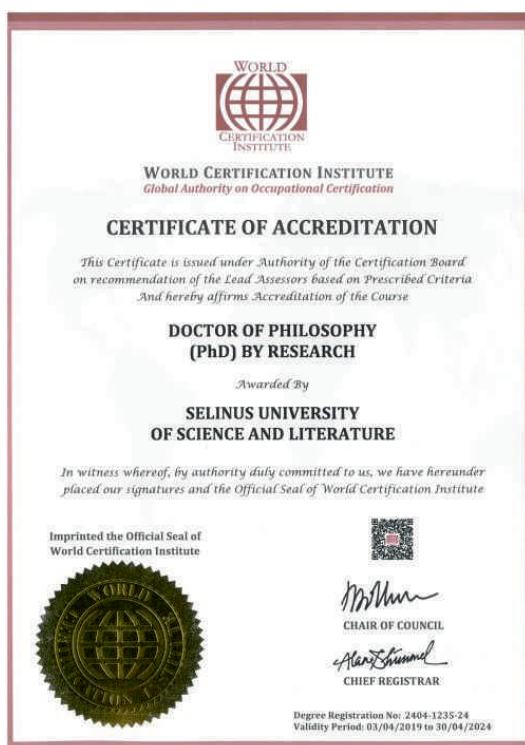 WORLD
CERTIFICATION
INSTITUTE
WORLD CERTIFICATION INSTITUTE
Global Authority on Occupational Certification
CERTIFICATE OF ACCREDITATION
This Certificate is issued under Authority of the Certification Board
on recommendation of the Lead Assessors based on Prescribed Criteria
And hereby affirms Accreditation of the Course
DOCTOR OF PHILOSOPHY
(PhD) BY RESEARCH
Awarded By
SELINUS UNIVERSITY
OF SCIENCE AND LITERATURE
In witness whereof, by authority duly committed to us, we have hereunder
placed our signatures and the Official Seal of World Certification Institute
Imprinted the Official Seal of
World Certification Institute
WORLD
CHAIR OF COUNCIL
CHIEF REGISTRAR
Degree Registration No: 2404-1235-24
Validity Period: 03/04/2019 to 30/04/2024